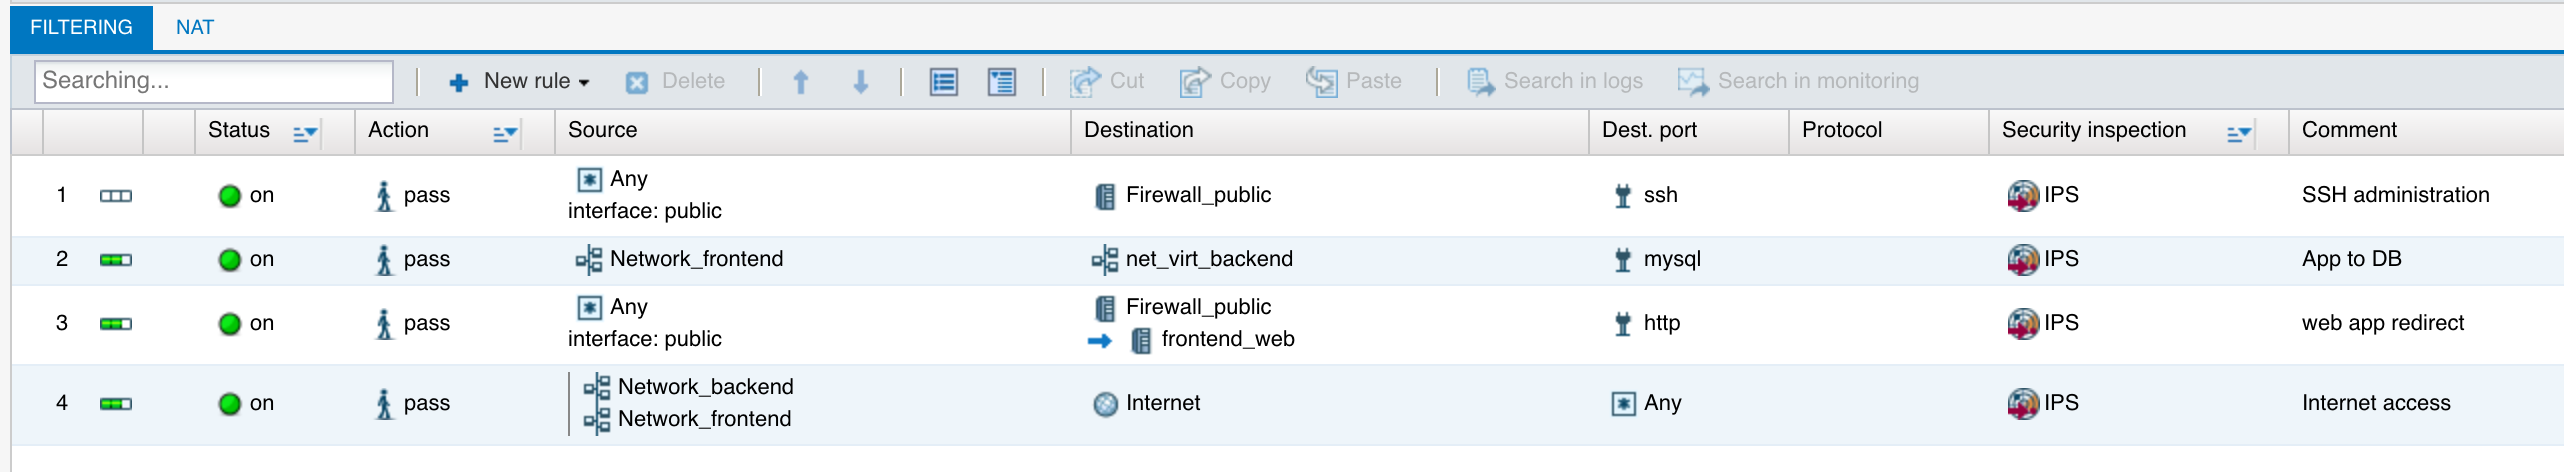 FILTERING NAT
Searching... New rule Delete Cut Copy Paste Search in logs Search in monitoring
Status Action Source Destination Dest. port Protocol Security inspection Comment
1 on pass Any Firewall_public ssh IPS SSH administration
interface: public
2 on pass Network_frontend net_virt_backend mysql IPS App to DB
3 on pass Any Firewall_public http IPS web app redirect
interface: public frontend_web
4 on pass Network_backend Internet Any IPS Internet access
Network_frontend